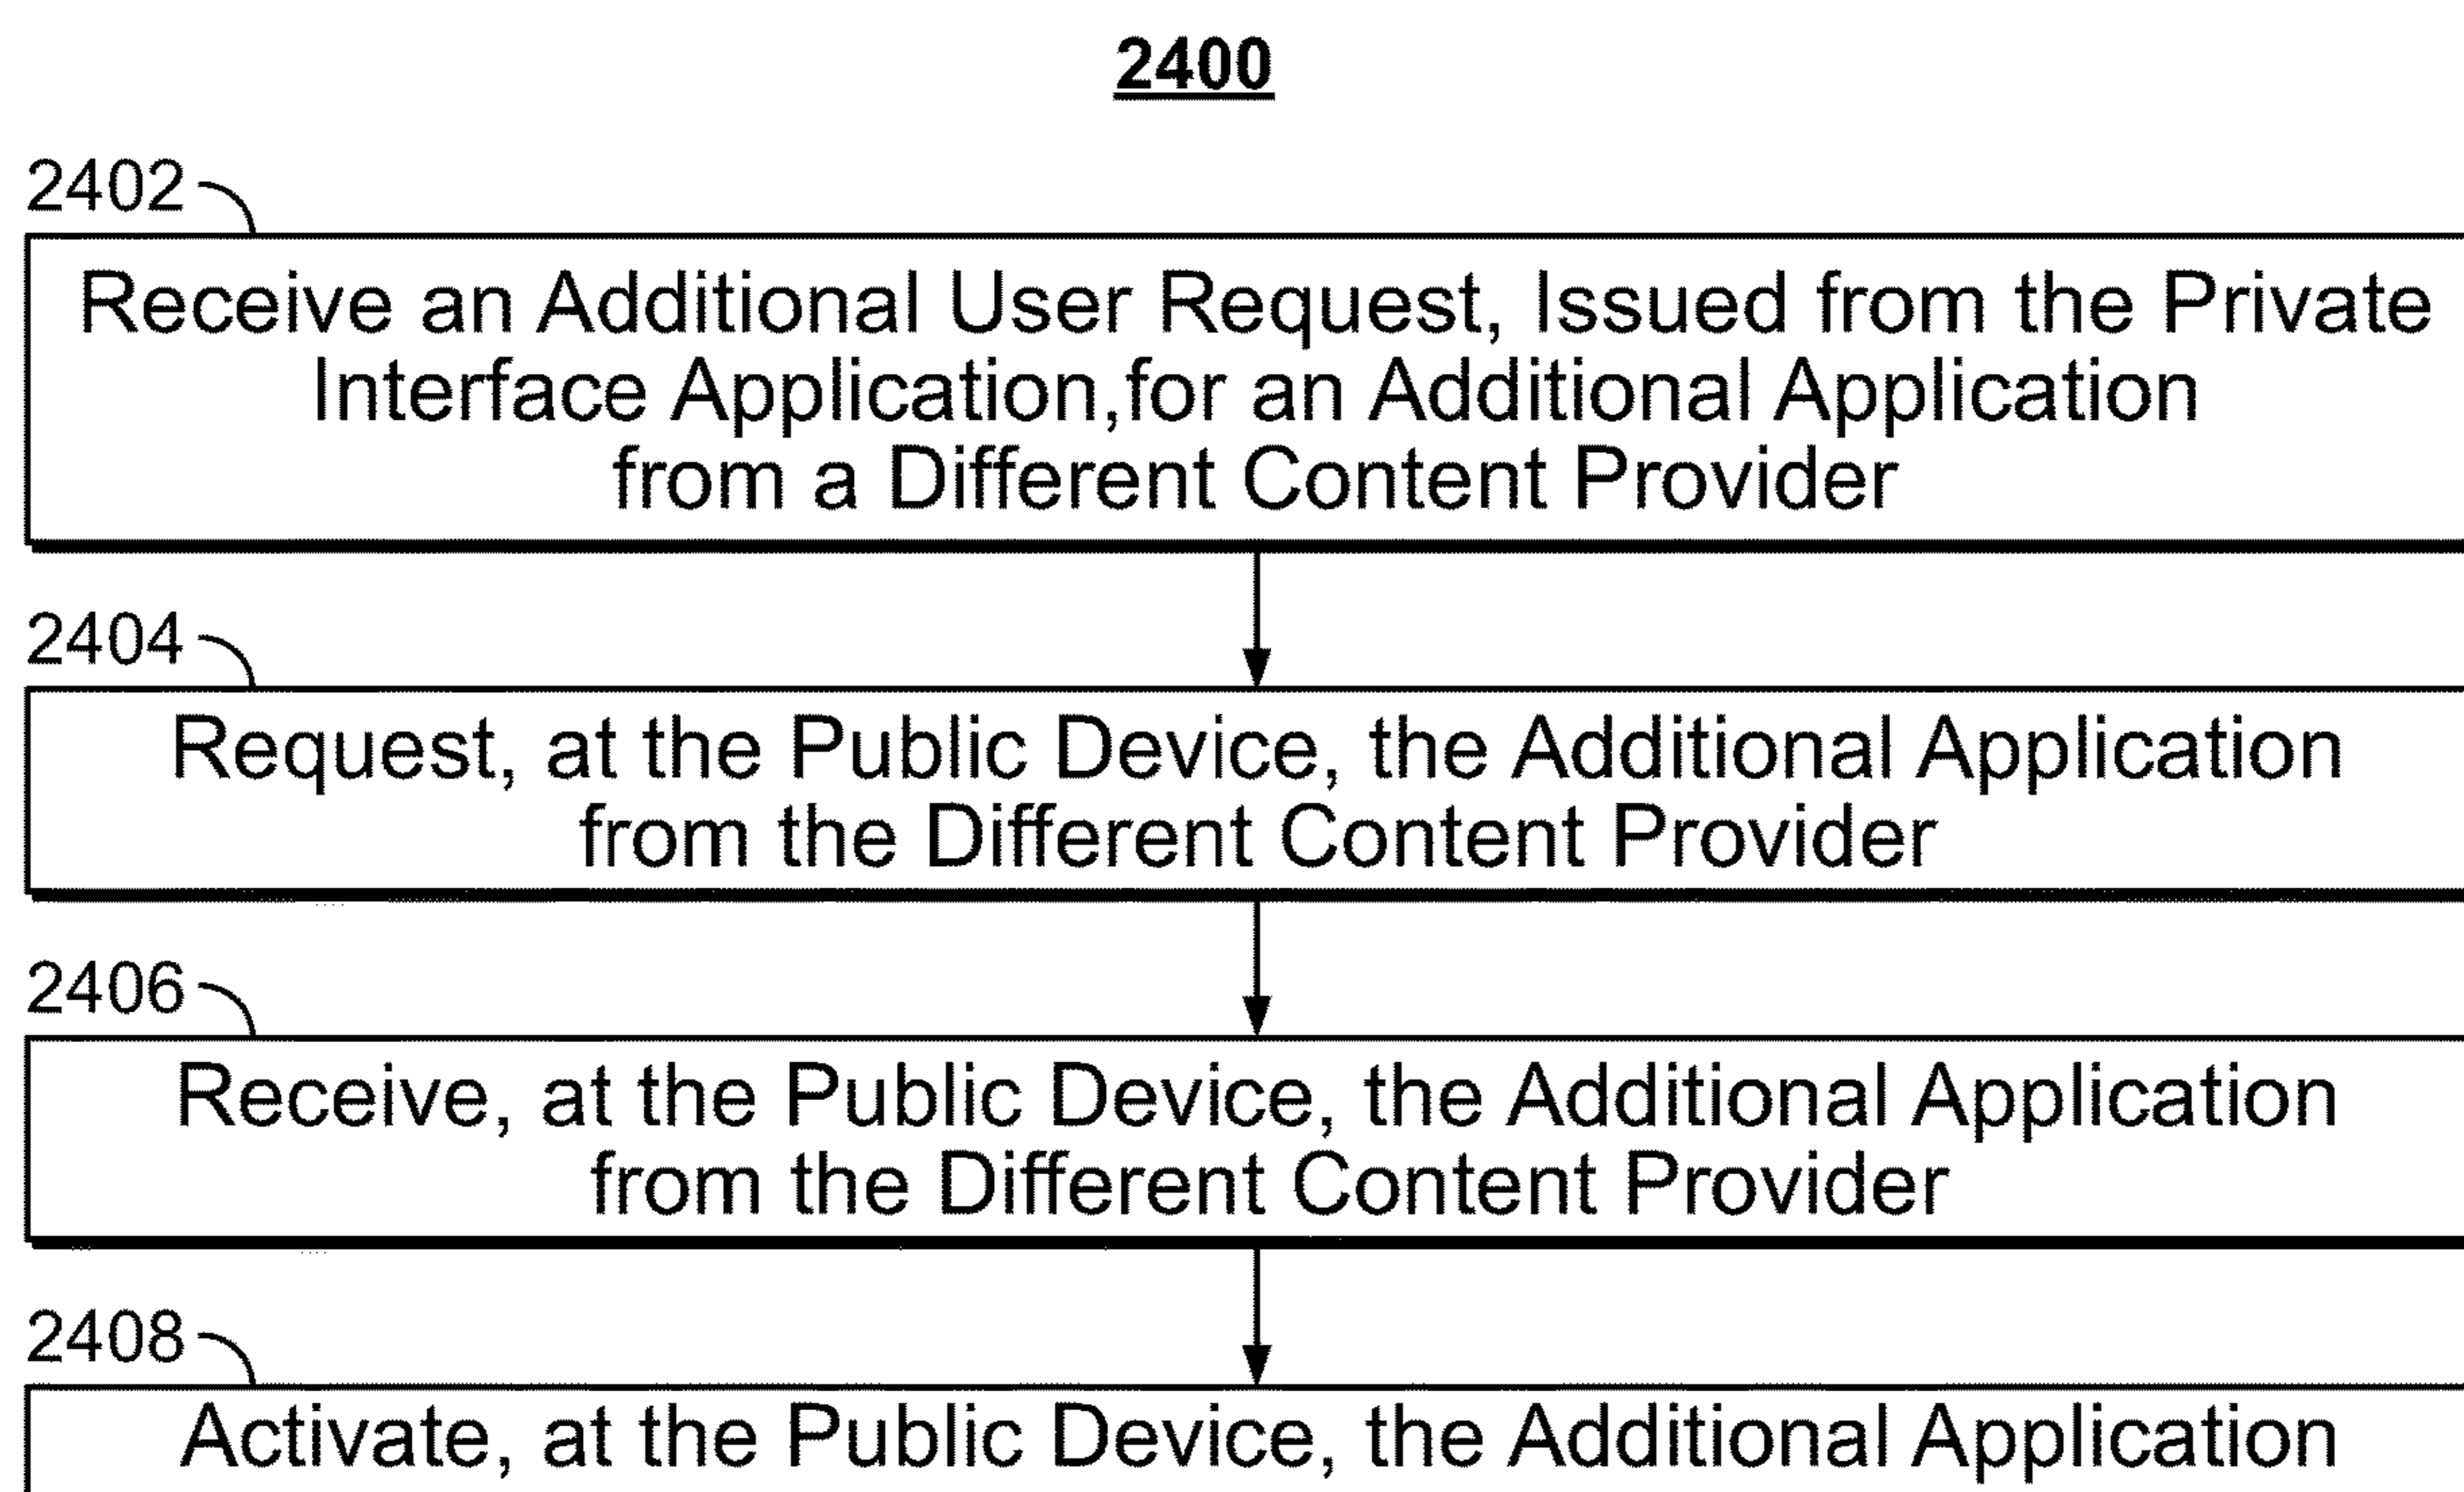 2400
2402
Receive an Additional User Request, Issued from the Private
Interface Application,for an Additional Application
from a Different Content Provider
2404
Request, at the Public Device, the Additional Application
from the Different Content Provider
2406
Receive, at the Public Device, the Additional Application
from the Different Content Provider
2408
Activate, at the Public Device, the Additional Application